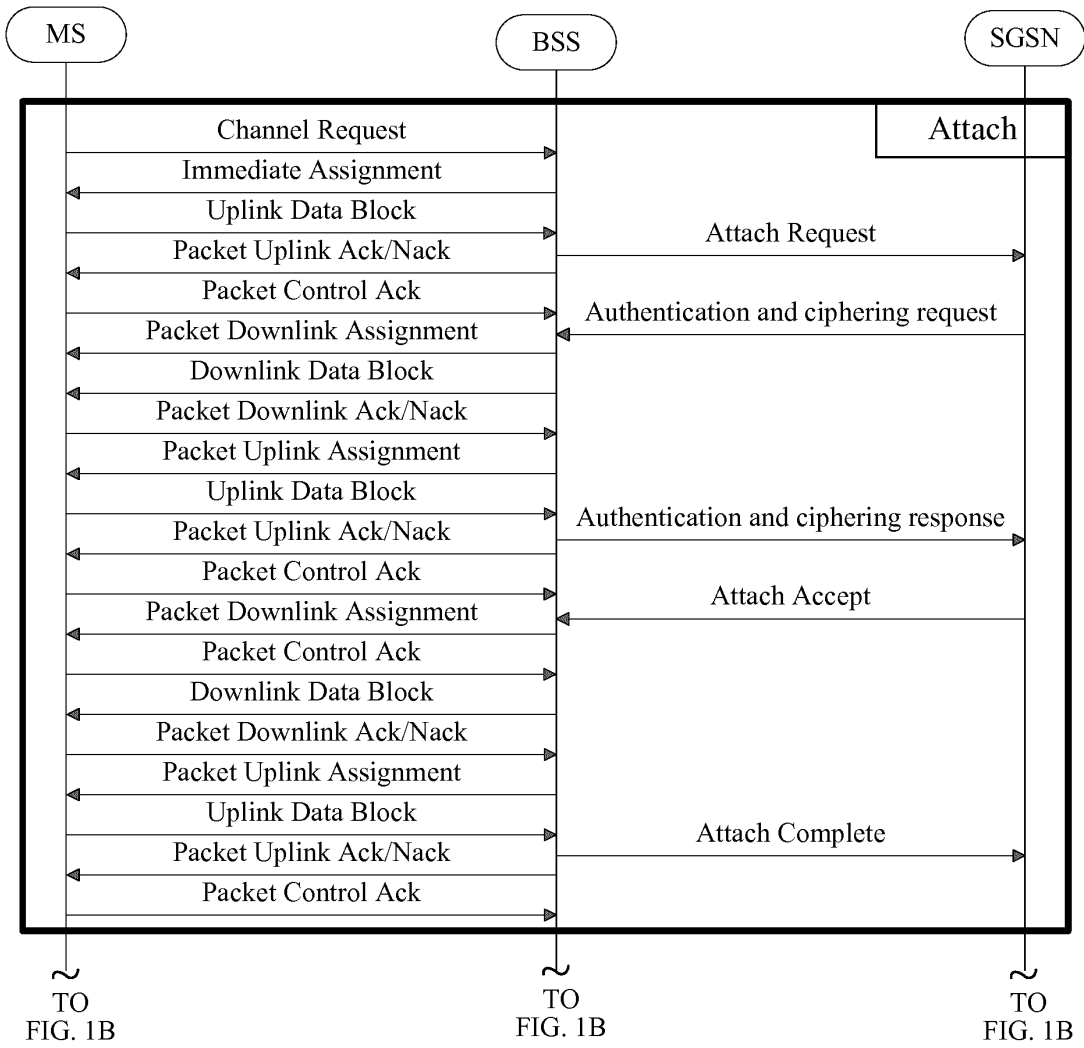 MS
BSS
SGSN
Attach
Channel Request
Immediate Assignment
Uplink Data Block
Attach Request
Packet Uplink Ack/Nack
Packet Control Ack
Authentication and ciphering request
Packet Downlink Assignment
Downlink Data Block
Packet Downlink Ack/Nack
Packet Uplink Assignment
Uplink Data Block
Authentication and ciphering response
Packet Uplink Ack/Nack
Packet Control Ack
Attach Accept
Packet Downlink Assignment
Packet Control Ack
Downlink Data Block
Packet Downlink Ack/Nack
Packet Uplink Assignment
Uplink Data Block
Attach Complete
Packet Uplink Ack/Nack
Packet Control Ack
TO
FIG. 1B
TO
FIG. 1B
TO
FIG. 1B